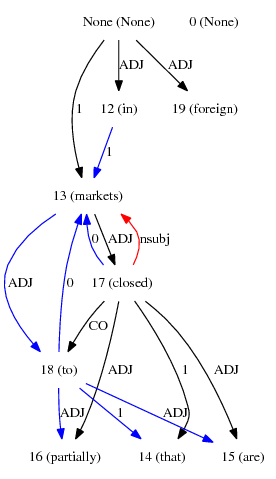 None (None) 0 (None)
ADJ ADJ
1 12 (in) 19 (foreign)
1
13 (markets)
0 ADJ nsubj
ADJ 0 17 (closed)
CO
18 (to) ADJ 1 ADJ
ADJ 1 ADJ
16 (partially) 14 (that) 15 (are)